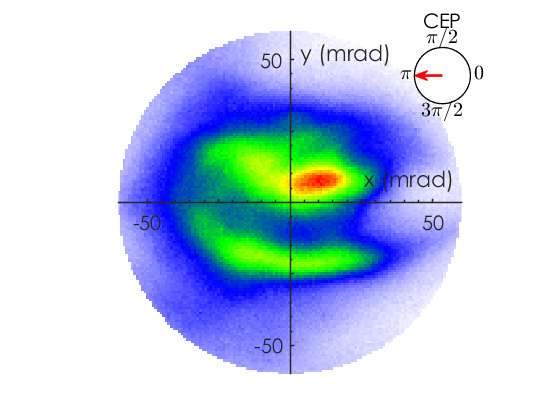 CEP
π/2
50 y (mrad)
π 0
3π/2
x (mrad)
-50 50
-50